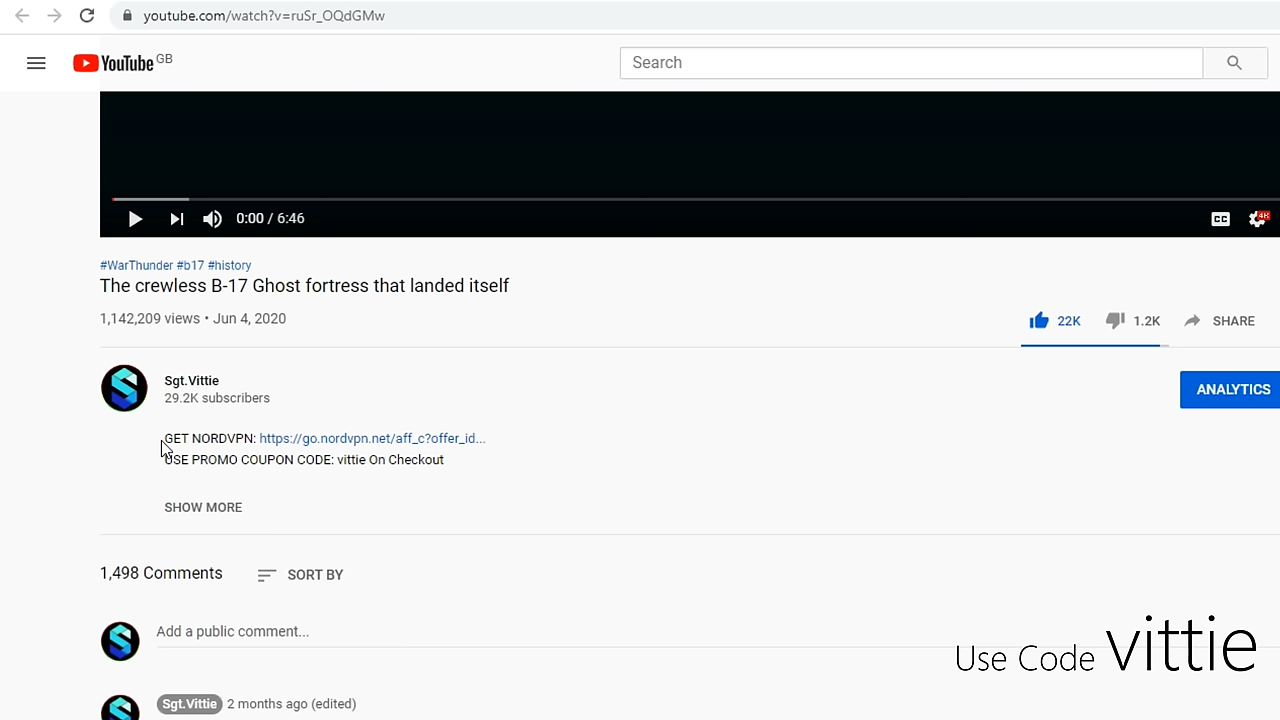 youtube.com/watch?v=ruSr_OQdGMw
YouTube GB
Search
0:00 / 6:46
CC
4K
#WarThunder #b17 #history
The crewless B-17 Ghost fortress that landed itself
1,142,209 views • Jun 4, 2020
22K
1.2K
SHARE
Sgt.Vittie
29.2K subscribers
ANALYTICS
GET NORDVPN: https://go.nordvpn.net/aff_c?offer_id...
USE PROMO COUPON CODE: vittie On Checkout
SHOW MORE
1,498 Comments
SORT BY
Add a public comment...
Use Code vittie
Sgt.Vittie 2 months ago (edited)